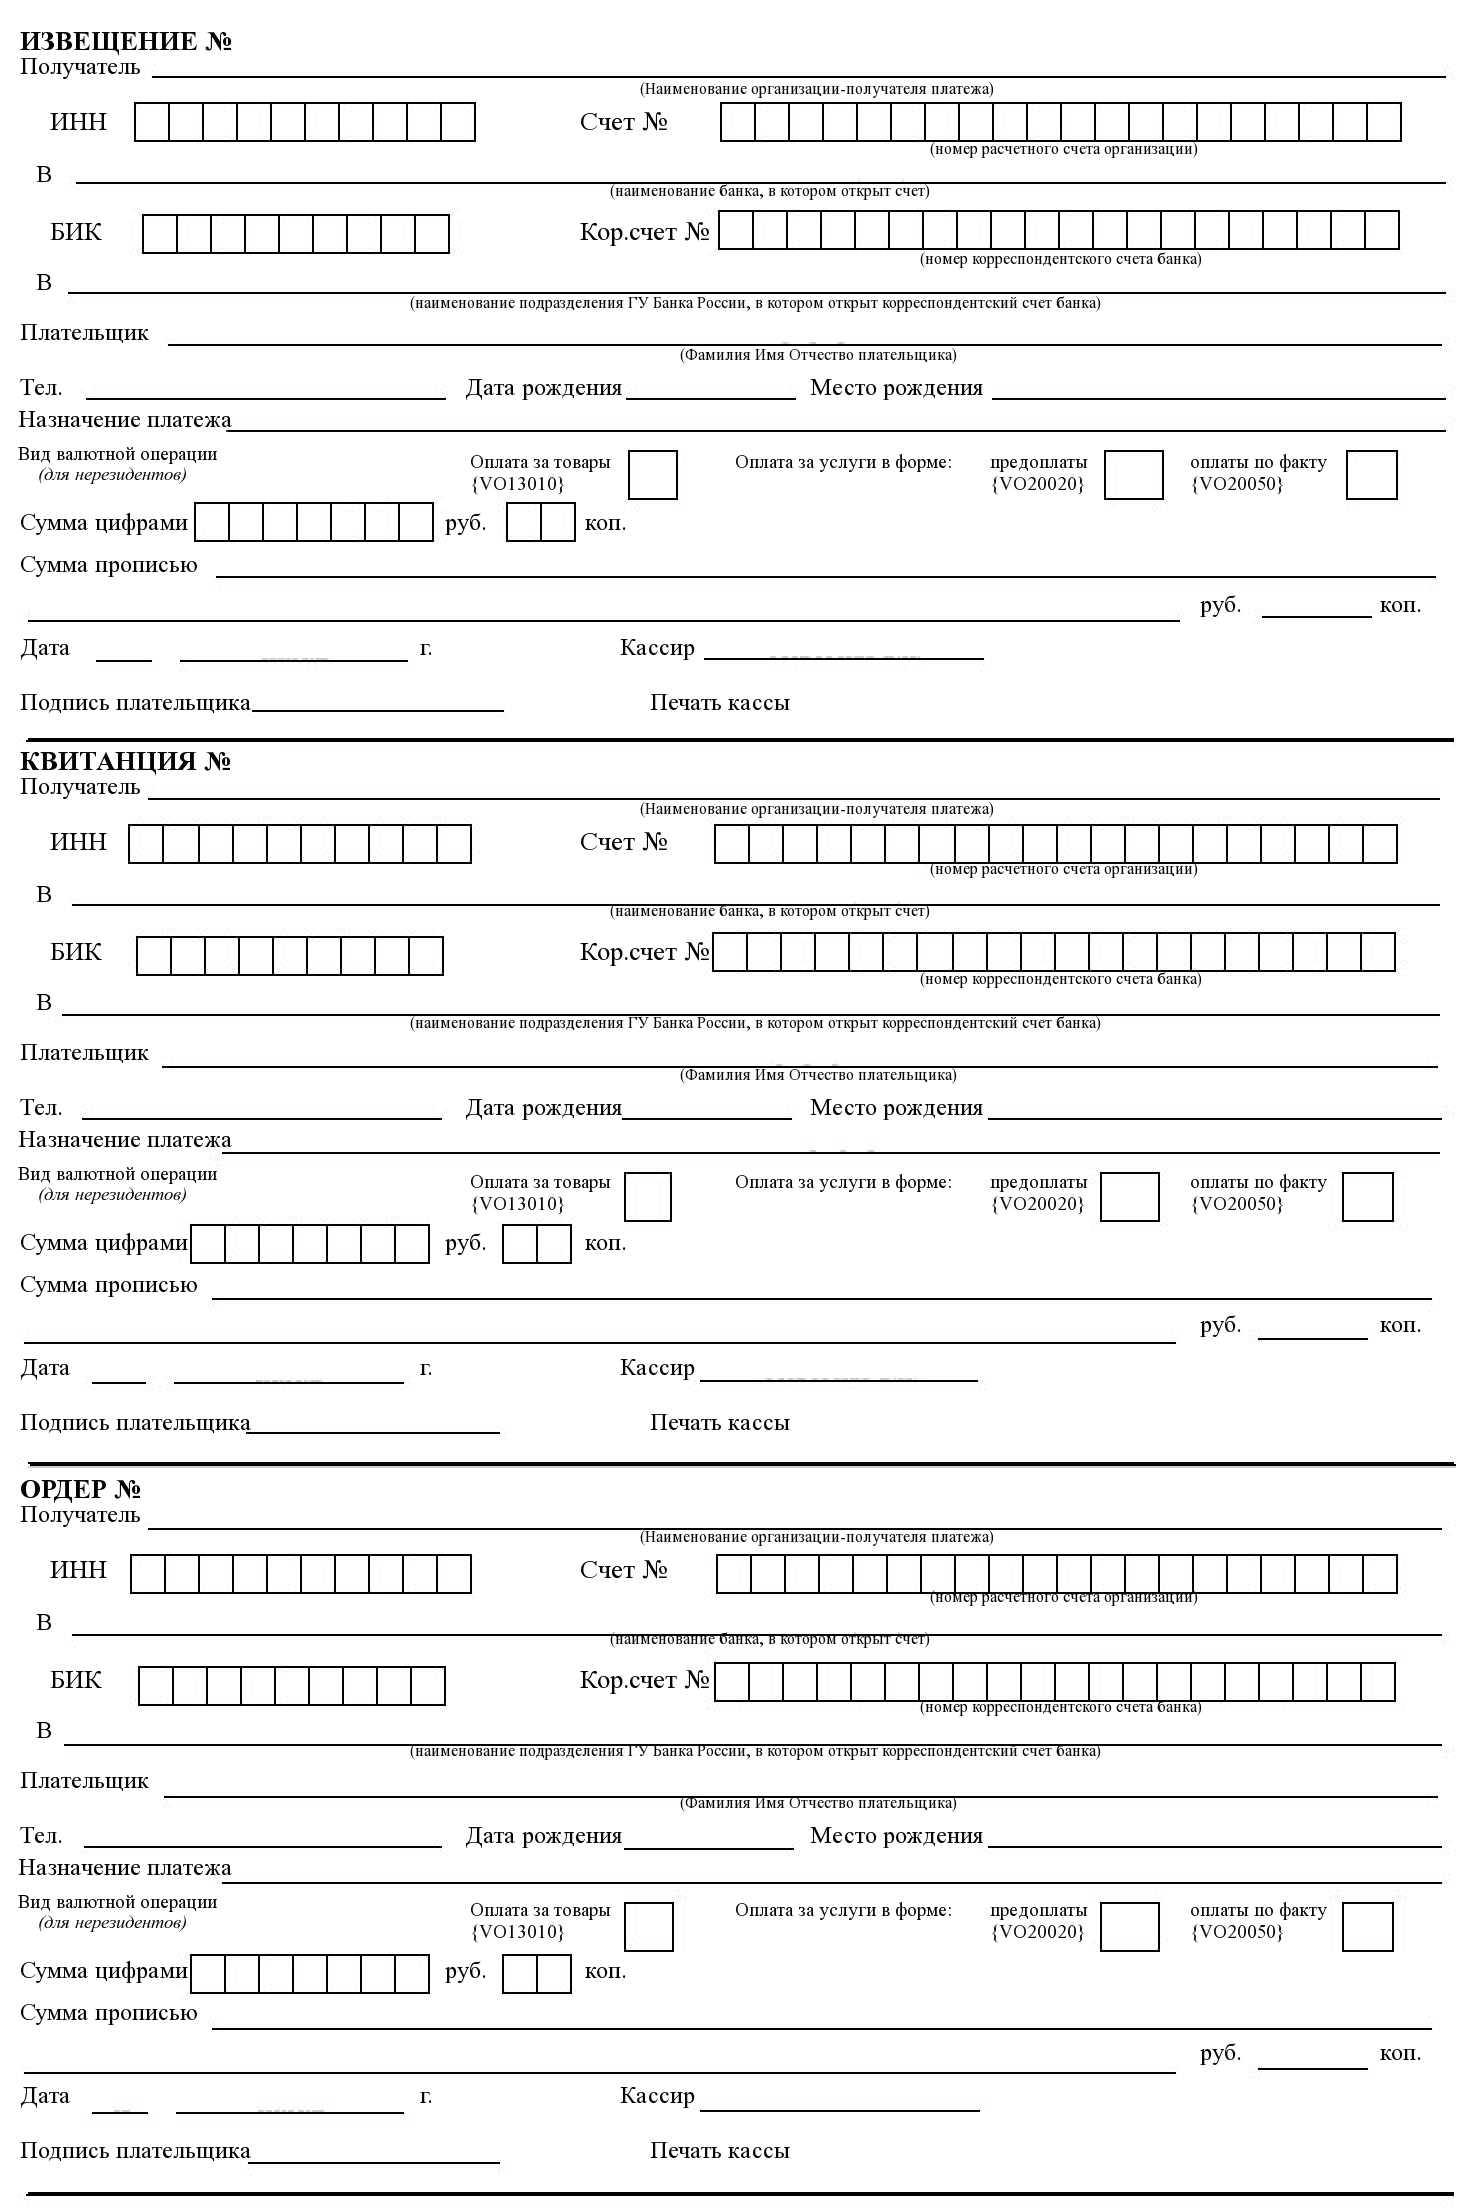 ИЗВЕЩЕНИЕ №
Получатель
(Наименование организации-получателя платежа)
ИНН Счет №
(номер расчетного счета организации)
В
(наименование банка, в котором открыт счет)
БИК Кор.счет №
(номер корреспондентского счета банка)
В
(наименование подразделения ГУ Банка России, в котором открыт корреспондентский счет банка)
Плательщик
(Фамилия Имя Отчество плательщика)
Тел. Дата рождения Место рождения
Назначение платежа
Вид валютной операции Оплата за товары Оплата за услуги в форме: предоплаты оплаты по факту
(для нерезидентов) {VO13010} {VO20020} {VO20050}
Сумма цифрами руб. коп.
Сумма прописью
руб. коп.
Дата г. Кассир
Подпись плательщика Печать кассы
КВИТАНЦИЯ №
Получатель
(Наименование организации-получателя платежа)
ИНН Счет №
(номер расчетного счета организации)
В
(наименование банка, в котором открыт счет)
БИК Кор.счет №
(номер корреспондентского счета банка)
В
(наименование подразделения ГУ Банка России, в котором открыт корреспондентский счет банка)
Плательщик
(Фамилия Имя Отчество плательщика)
Тел. Дата рождения Место рождения
Назначение платежа
Вид валютной операции Оплата за товары Оплата за услуги в форме: предоплаты оплаты по факту
(для нерезидентов) {VO13010} {VO20020} {VO20050}
Сумма цифрами руб. коп.
Сумма прописью
руб. коп.
Дата г. Кассир
Подпись плательщика Печать кассы
ОРДЕР №
Получатель
(Наименование организации-получателя платежа)
ИНН Счет №
(номер расчетного счета организации)
В
(наименование банка, в котором открыт счет)
БИК Кор.счет №
(номер корреспондентского счета банка)
В
(наименование подразделения ГУ Банка России, в котором открыт корреспондентский счет банка)
Плательщик
(Фамилия Имя Отчество плательщика)
Тел. Дата рождения Место рождения
Назначение платежа
Вид валютной операции Оплата за товары Оплата за услуги в форме: предоплаты оплаты по факту
(для нерезидентов) {VO13010} {VO20020} {VO20050}
Сумма цифрами руб. коп.
Сумма прописью
руб. коп.
Дата г. Кассир
Подпись плательщика Печать кассы